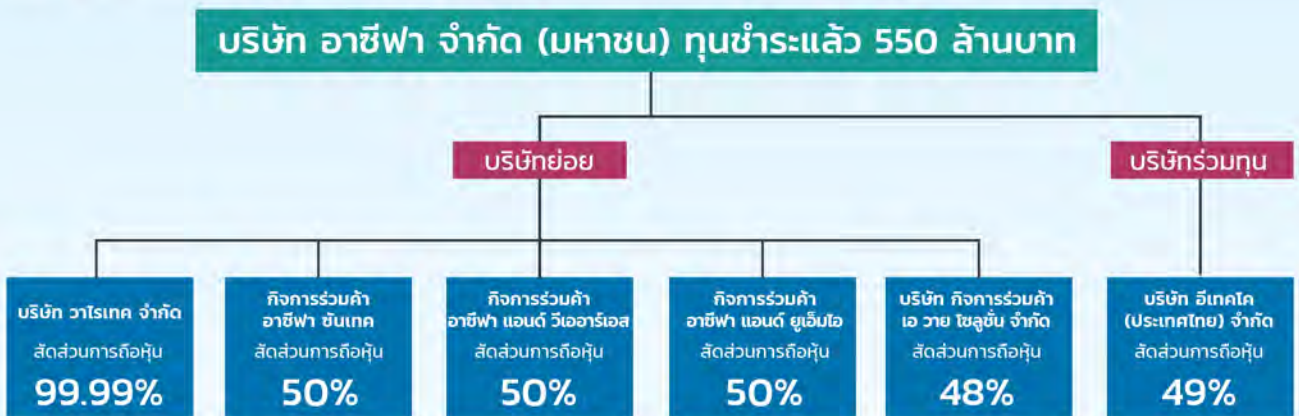 บริษัท อาซีฟา จำกัด (มหาชน) ทุนชำระแล้ว 550 ล้านบาท
บริษัทย่อย
บริษัทร่วมทุน
บริษัท วาไรเทค จำกัด
สัดส่วนการถือหุ้น
99.99%
กิจการร่วมค้า
อาซีฟา ซันเทค
สัดส่วนการถือหุ้น
50%
กิจการร่วมค้า
อาซีฟา แอนด์ วีเออาร์เอส
สัดส่วนการถือหุ้น
50%
กิจการร่วมค้า
อาซีฟา แอนด์ ยูเอ็มไอ
สัดส่วนการถือหุ้น
50%
บริษัท กิจการร่วมค้า
เอ วาย โซลูชั่น จำกัด
สัดส่วนการถือหุ้น
48%
บริษัท อีเทคโค
(ประเทศไทย) จำกัด
สัดส่วนการถือหุ้น
49%